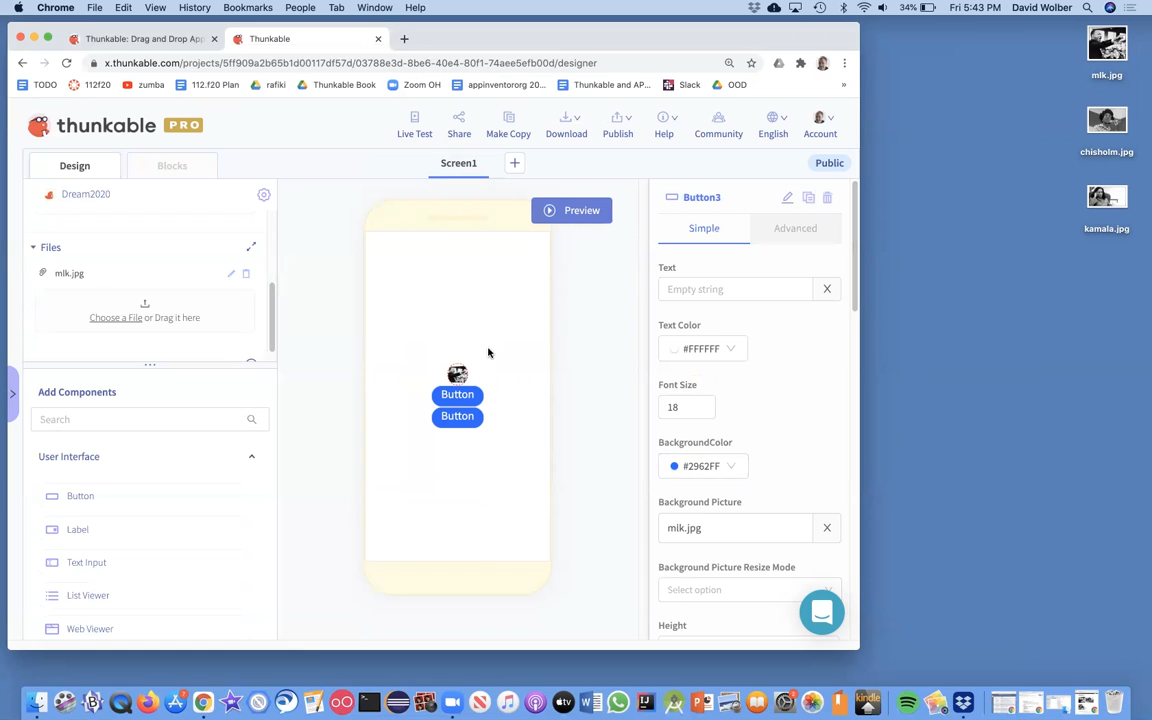 Chrome File Edit View History Bookmarks People Tab Window Help 34% Fri 5:43 PM David Wolber
Thunkable: Drag and Drop App
Thunkable
x.thunkable.com/projects/5ff909a2b65b1d00117df57d/03788e3d-8be6-40e4-80f1-74aee5efb00d/designer
TODO 112f20 zumba 112.f20 Plan rafiki Thunkable Book Zoom OH appinventororg 20... Thunkable and AP... Slack OOD »
thunkable PRO
Live Test Share Make Copy Download Publish Help Community English Account
Design Blocks Screen1 Public
Dream2020
Preview
Button3
Simple Advanced
Files
mlk.jpg
Choose a File or Drag it here
Add Components
Search
User Interface
Button
Label
Text Input
List Viewer
Web Viewer
Button
Button
Text
Empty string X
Text Color
#FFFFFF
Font Size
18
BackgroundColor
#2962FF
Background Picture
mlk.jpg X
Background Picture Resize Mode
Select option
Height
mlk.jpg
chisholm.jpg
kamala.jpg
7
kindle